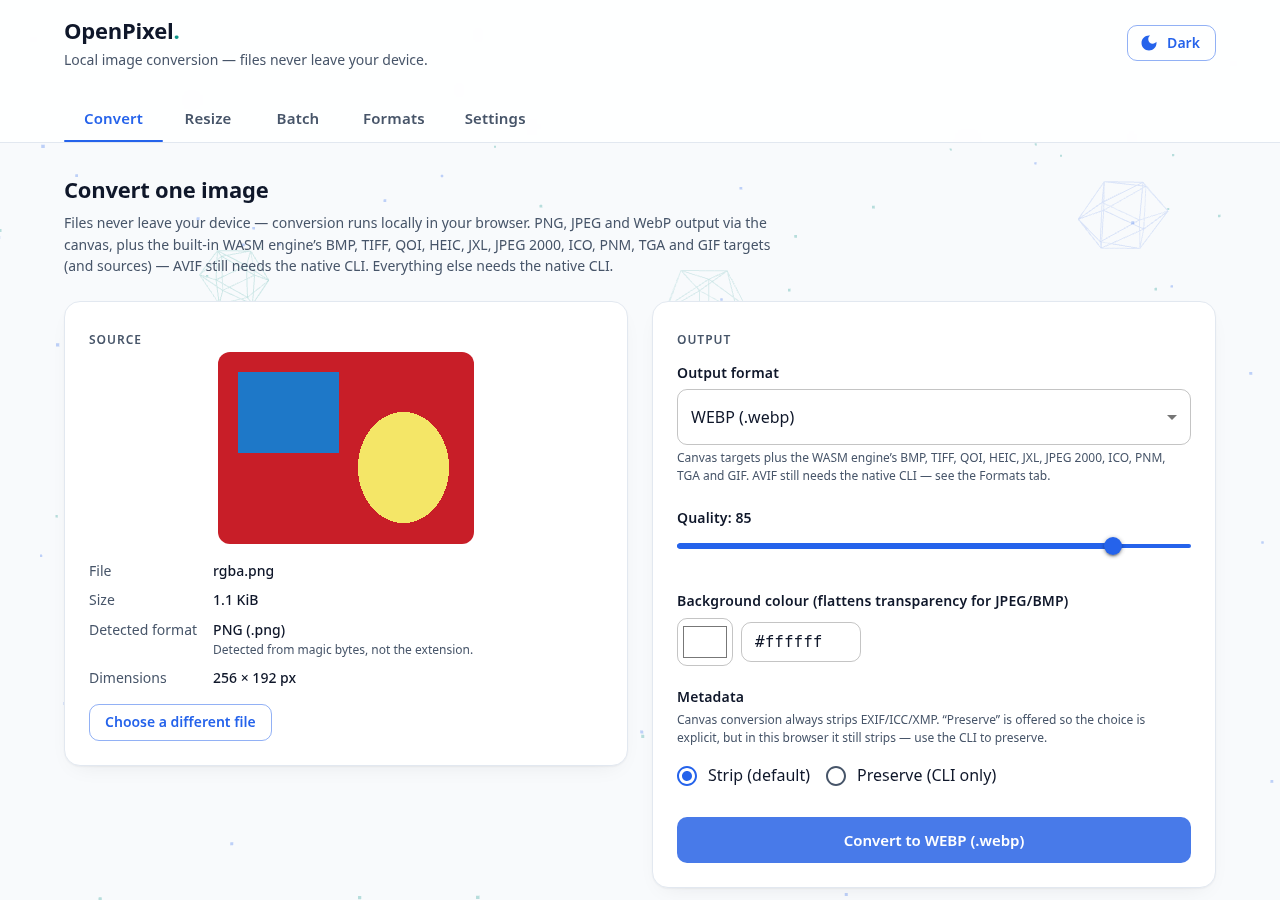 OpenPixel.
Local image conversion — files never leave your device.
Dark
Convert
Resize
Batch
Formats
Settings
Convert one image
Files never leave your device — conversion runs locally in your browser. PNG, JPEG and WebP output via the
canvas, plus the built-in WASM engine’s BMP, TIFF, QOI, HEIC, JXL, JPEG 2000, ICO, PNM, TGA and GIF targets
(and sources) — AVIF still needs the native CLI. Everything else needs the native CLI.
SOURCE
File rgba.png
Size 1.1 KiB
Detected format PNG (.png)
Detected from magic bytes, not the extension.
Dimensions 256 × 192 px
Choose a different file
OUTPUT
Output format
WEBP (.webp)
Canvas targets plus the WASM engine’s BMP, TIFF, QOI, HEIC, JXL, JPEG 2000, ICO, PNM,
TGA and GIF. AVIF still needs the native CLI — see the Formats tab.
Quality: 85
Background colour (flattens transparency for JPEG/BMP)
#ffffff
Metadata
Canvas conversion always strips EXIF/ICC/XMP. “Preserve” is offered so the choice is
explicit, but in this browser it still strips — use the CLI to preserve.
Strip (default)
Preserve (CLI only)
Convert to WEBP (.webp)